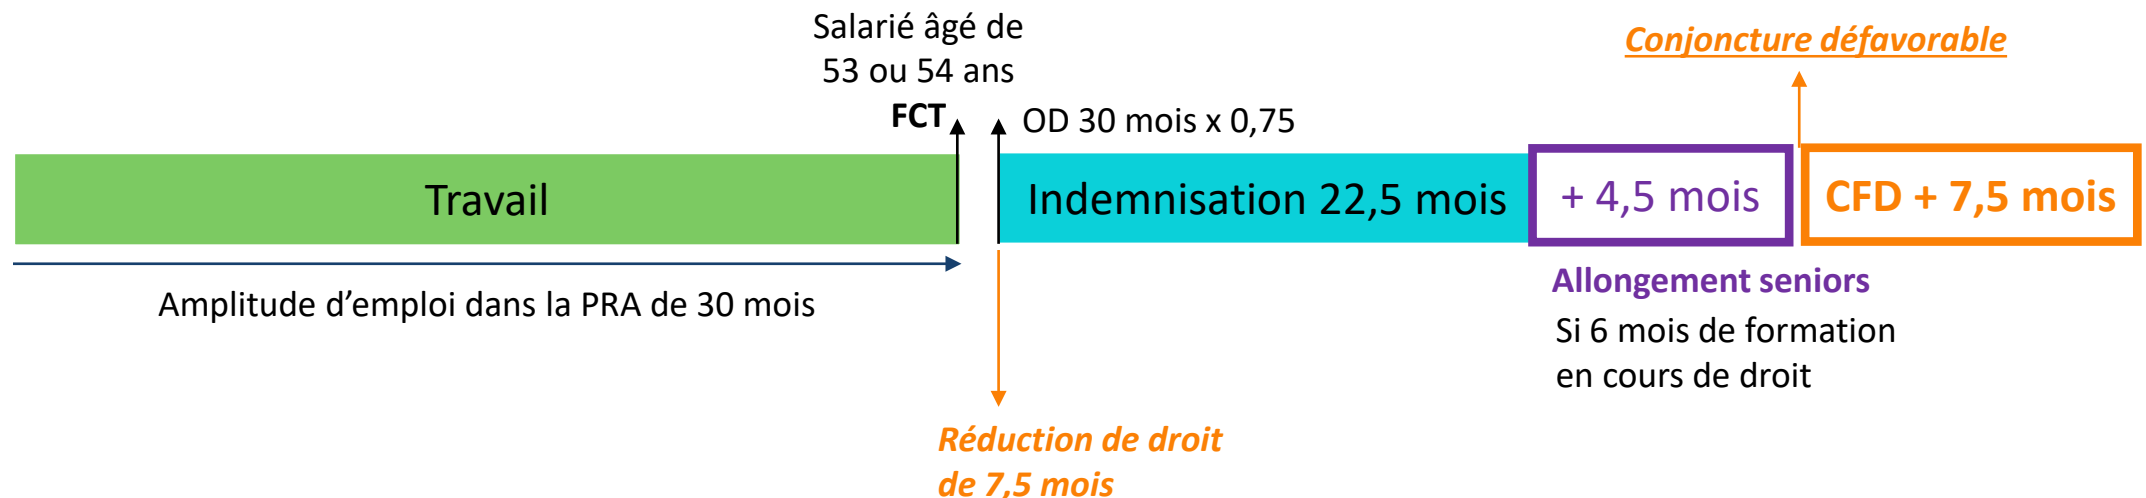 Salarié âgé de
53 ou 54 ans
FCT
OD 30 mois x 0,75
Conjoncture défavorable
Travail
Indemnisation 22,5 mois
+ 4,5 mois
CFD + 7,5 mois
Amplitude d’emploi dans la PRA de 30 mois
Allongement seniors
Si 6 mois de formation
en cours de droit
Réduction de droit
de 7,5 mois